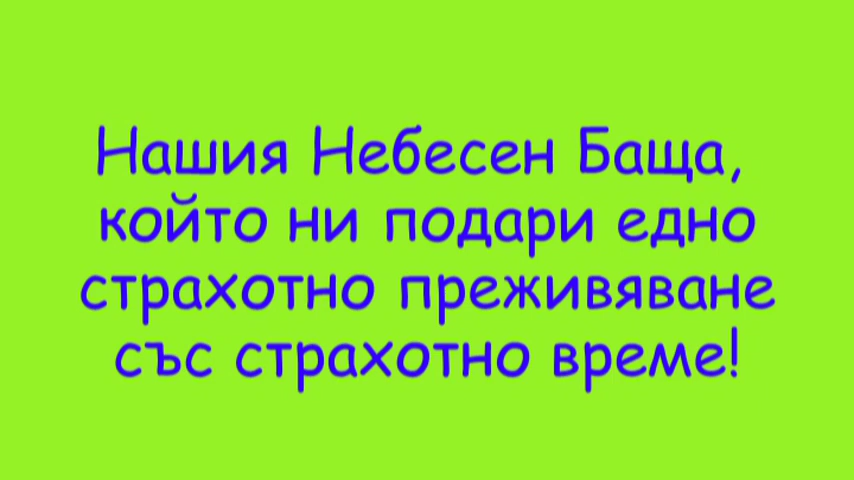 Нашия Небесен Баща,
който ни подари едно
страхотно преживяване
със страхотно време!